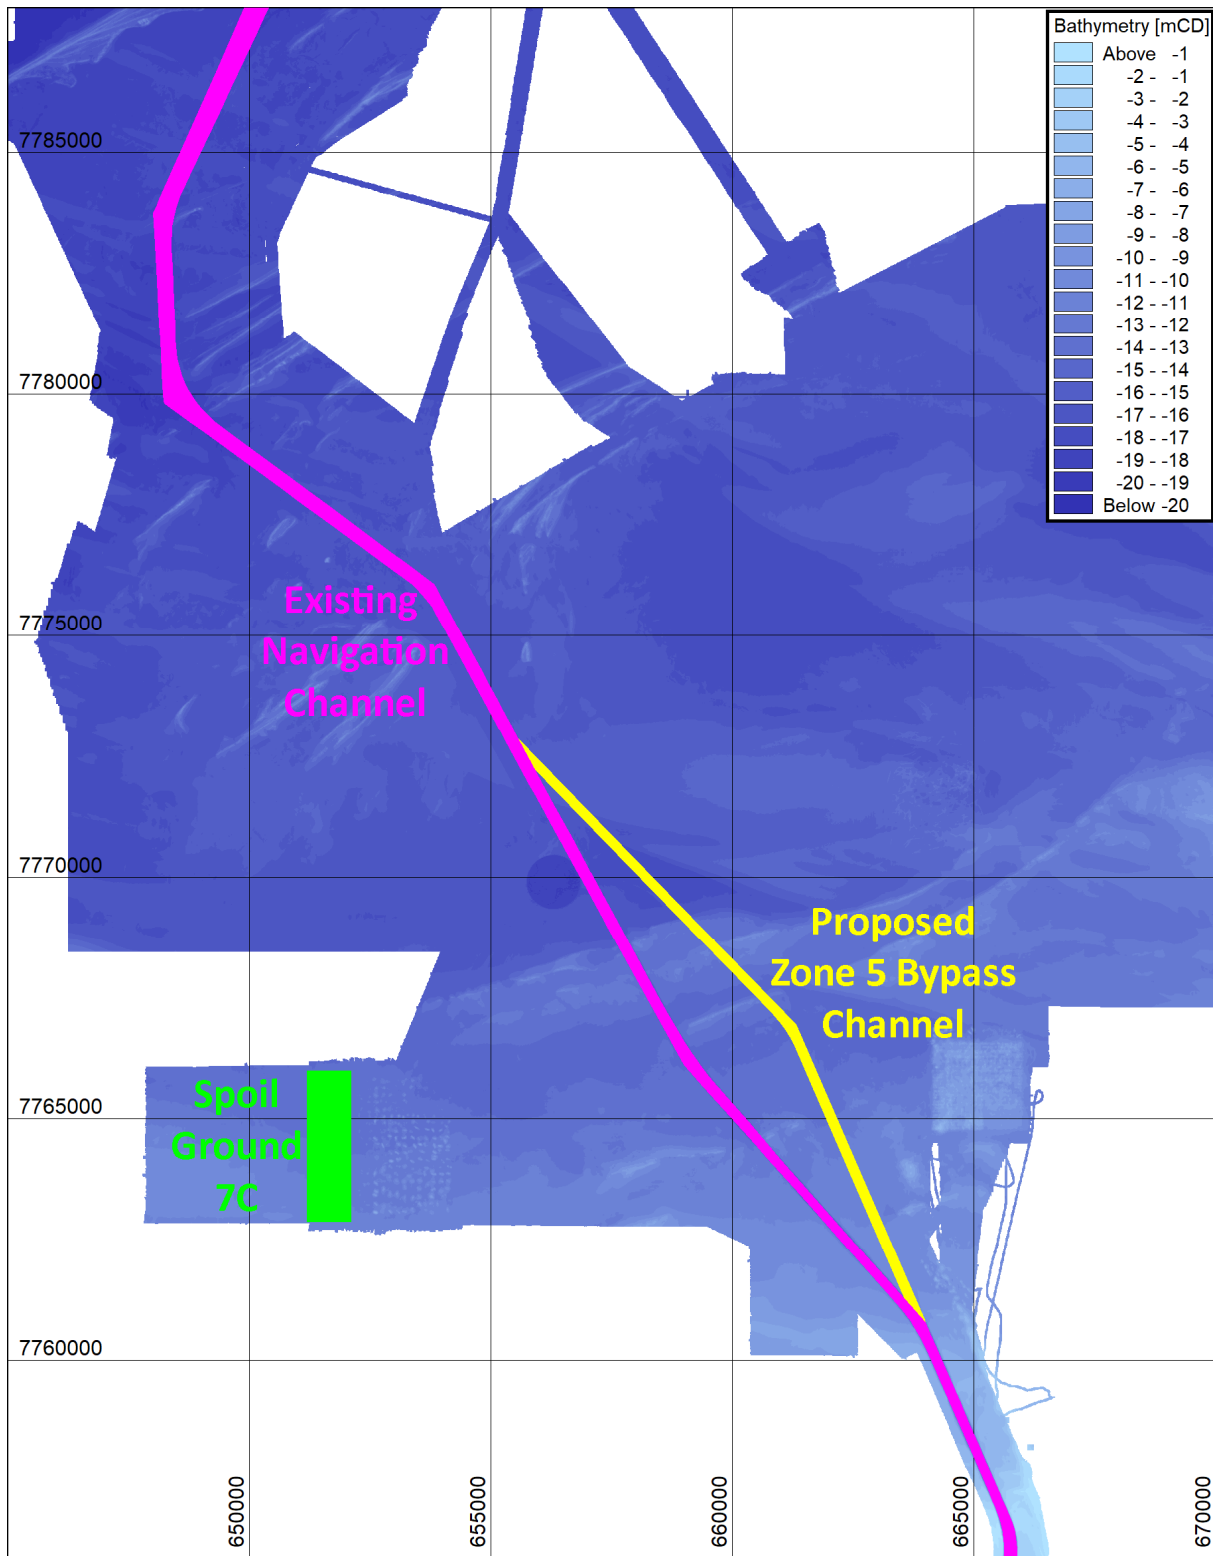 Bathymetry [mCD]
Above -1
-2 - -1
-3 - -2
-4 - -3
-5 - -4
-6 - -5
-7 - -6
-8 - -7
-9 - -8
-10 - -9
-11 - -10
-12 - -11
-13 - -12
-14 - -13
-15 - -14
-16 - -15
-17 - -16
-18 - -17
-19 - -18
-20 - -19
Below -20
7785000
7780000
7775000
7770000
7765000
7760000
Existing
Navigation
Channel
Proposed
Zone 5 Bypass
Channel
Spoil
Ground
7C
650000
655000
660000
665000
670000